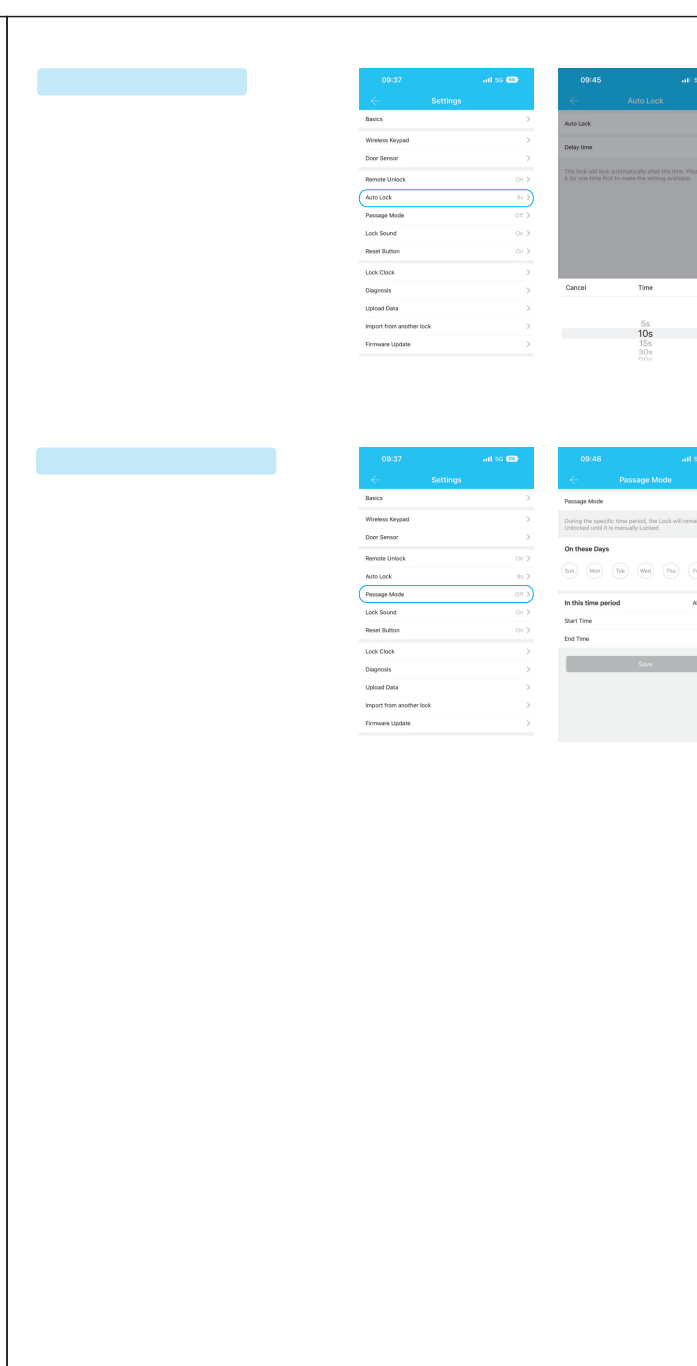 09:37 5G
Settings
Basics
Wireless Keypad
Door Sensor
Remote Unlock On
Auto Lock 8s
Passage Mode Off
Lock Sound On
Reset Button On
Lock Clock
Diagnosis
Upload Data
Import from another lock
Firmware Update
09:45
Auto Lock
Auto Lock
Delay time
The lock will lock automatically after the time.
it for one time first to make the setting available.
Cancel Time
5s
10s
15s
30s
60s
09:37 5G
Settings
Basics
Wireless Keypad
Door Sensor
Remote Unlock On
Auto Lock 8s
Passage Mode Off
Lock Sound On
Reset Button On
Lock Clock
Diagnosis
Upload Data
Import from another lock
Firmware Update
09:48
Passage Mode
Passage Mode
During the specific time period, the Lock will
Unlocked until it is manually Locked
On these Days
Sun Mon Tue Wed Thu
In this time period
Start Time
End Time
Save